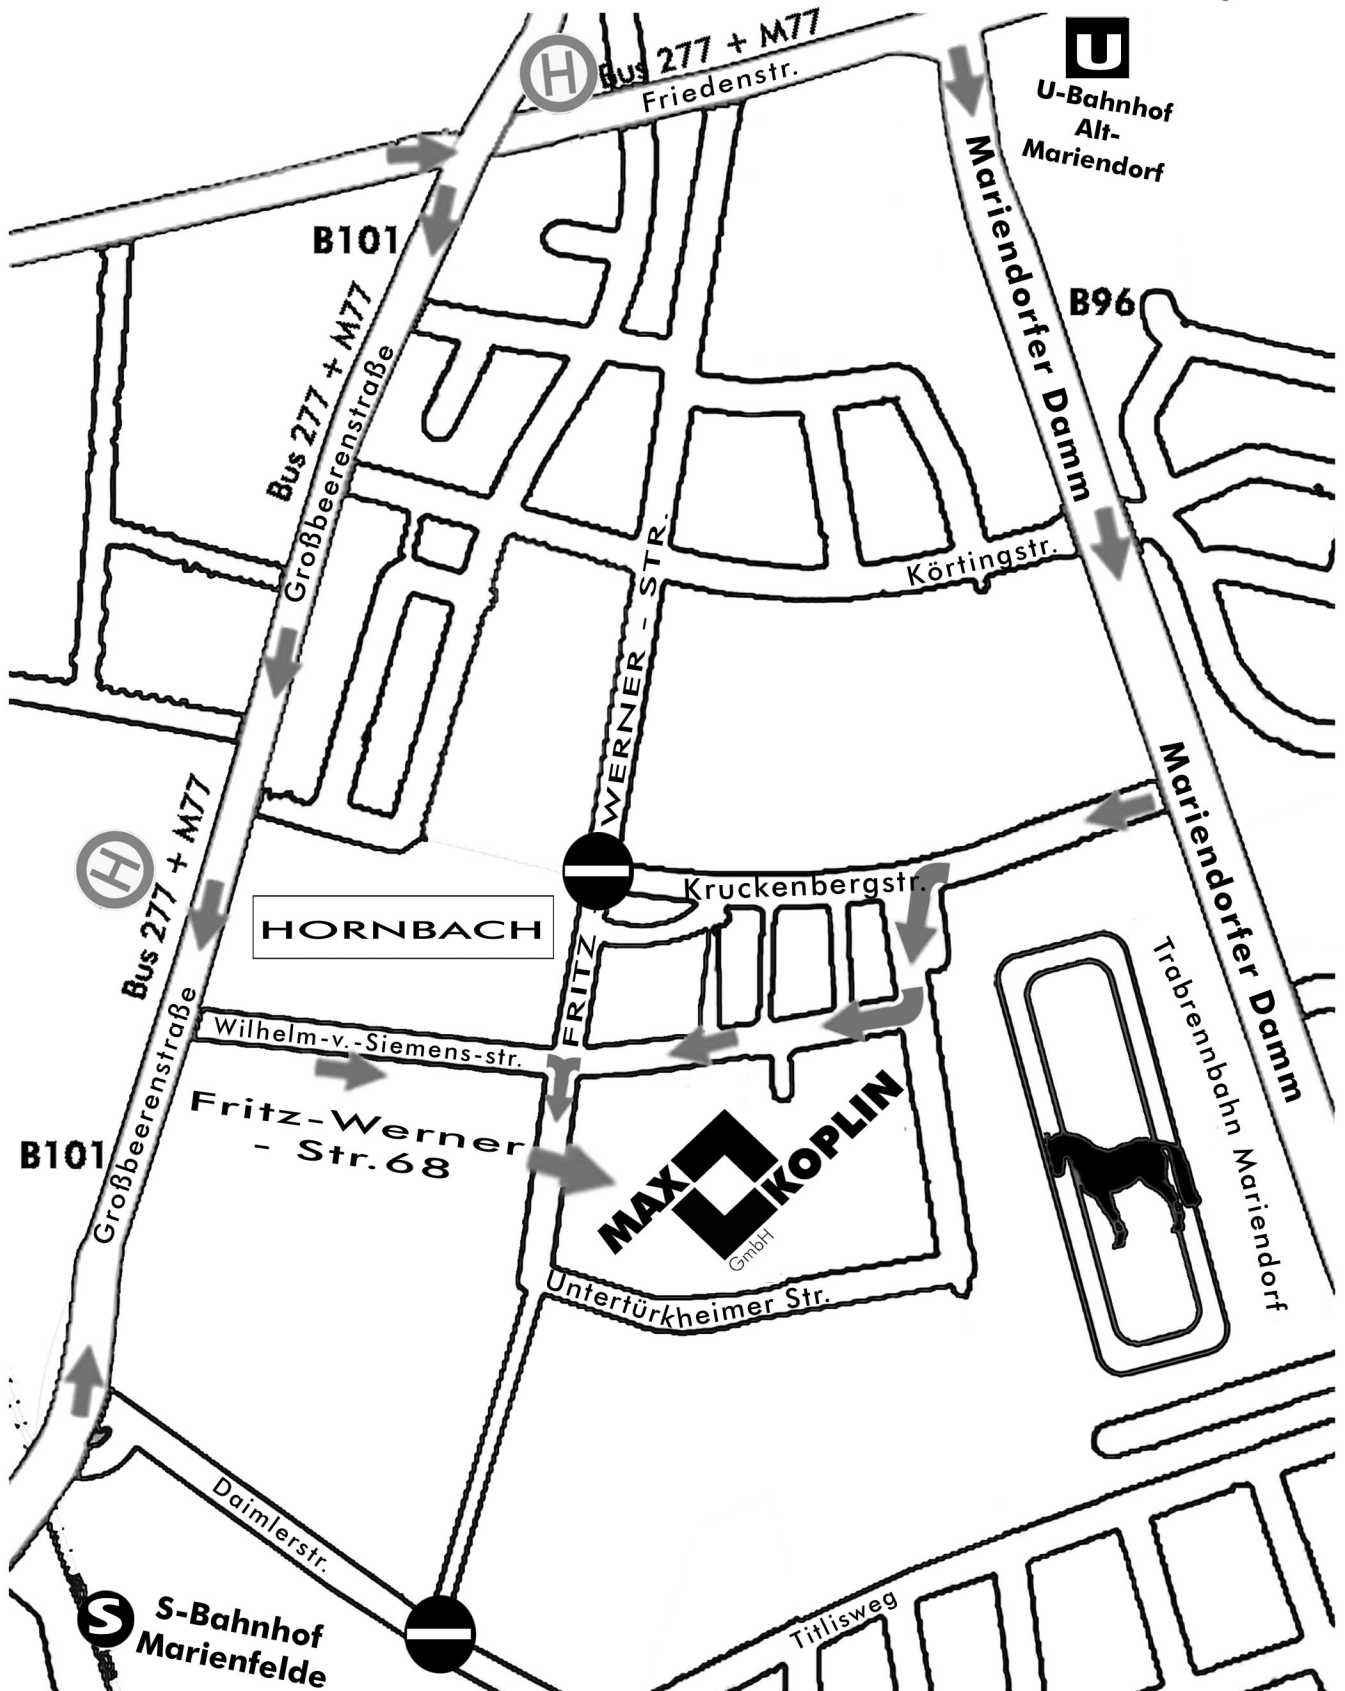 Bus 277 + M77
H
Friedenstr.
U
U-Bahnhof
Alt-
Mariendorf
B101
Mariendorfer Damm
B96
Bus 277 + M77
Großbeerenstraße
Körtingstr.
WERNER - STR.
Mariendorfer Damm
H
Bus 277 + M77
Kruckenbergstr.
HORNBACH
FRITZ
Trabrennbahn Mariendorf
Wilhelm-v.-Siemens-str.
Fritz-Werner
- Str.68
B101
Großbeerenstraße
MAX KOPLIN
GmbH
Untertürkheimer Str.
Daimlerstr.
S
S-Bahnhof
Marienfelde
Titlisweg